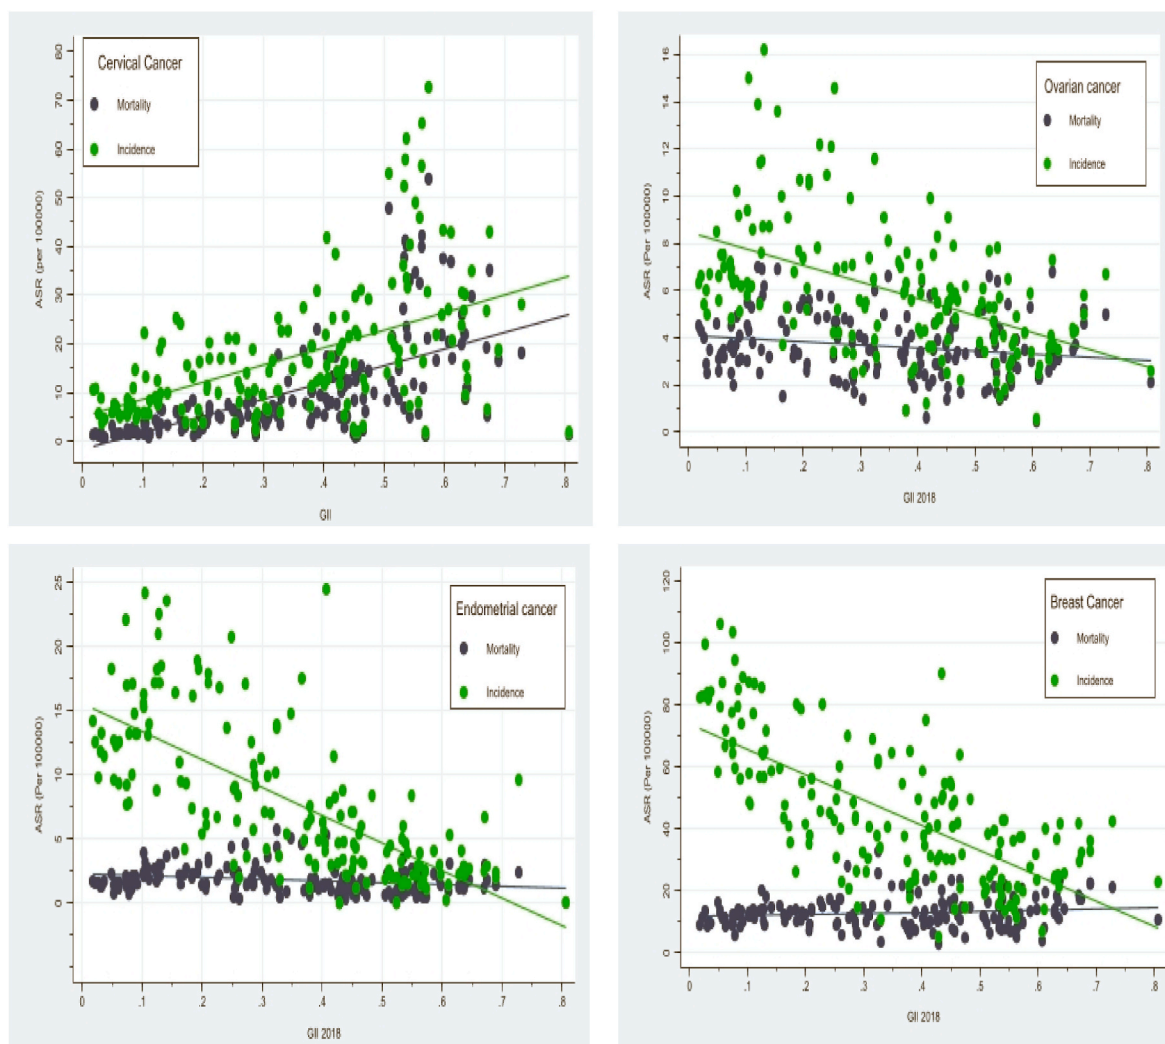 Cervical Cancer
Mortality
Incidence
ASR (per 100000)
80
70
60
50
40
30
20
10
0
0 .1 .2 .3 .4 .5 .6 .7 .8
GII
Ovarian cancer
Mortality
Incidence
ASR (Per 100000)
16
14
12
10
8
6
4
2
0
0 .1 .2 .3 .4 .5 .6 .7 .8
GII 2018
Endometrial cancer
Mortality
Incidence
ASR (Per 100000)
25
20
15
10
5
0
0 .1 .2 .3 .4 .5 .6 .7 .8
GII 2018
Breast Cancer
Mortality
Incidence
ASR (Per 100000)
120
100
80
60
40
20
0
0 .1 .2 .3 .4 .5 .6 .7 .8
GII 2018